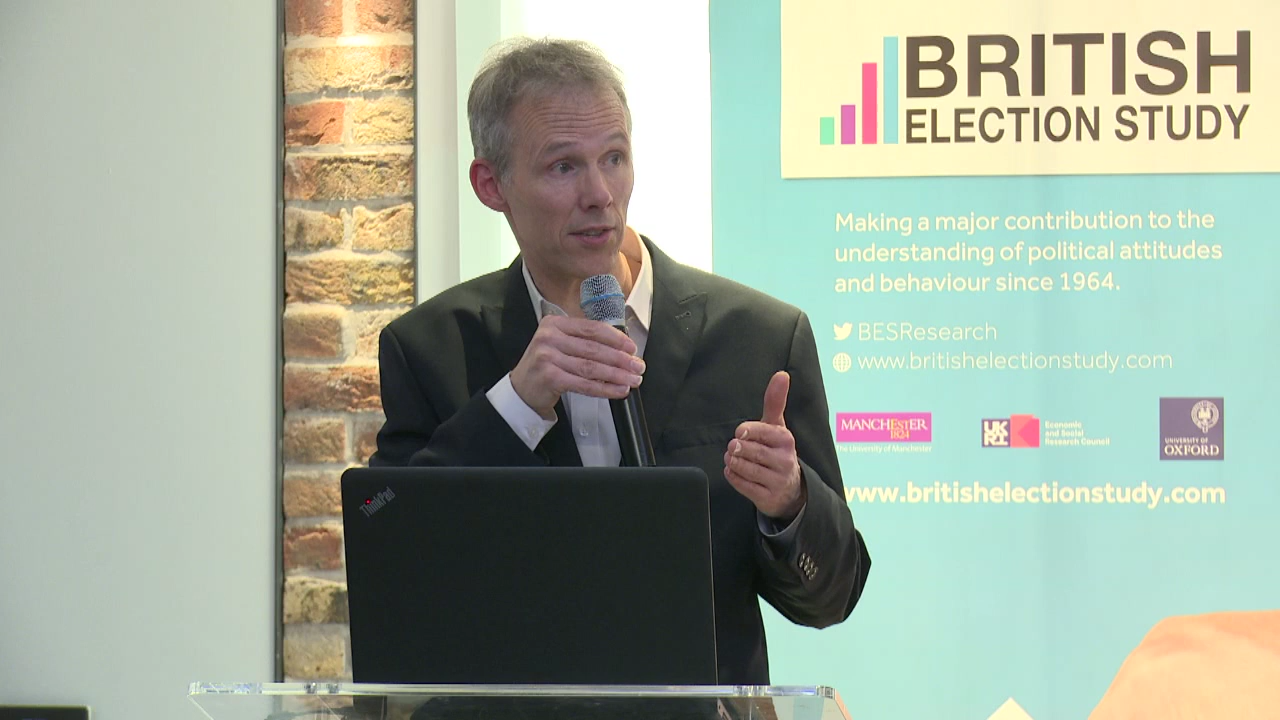 BRITISH
ELECTION STUDY
Making a major contribution to the
understanding of political attitudes
and behaviour since 1964.
BESResearch
www.britishelectionstudy.com
MANCHEstER
1824
The University of Manchester
UK
RI
Economic
and Social
Research Council
UNIVERSITY OF
OXFORD
www.britishelectionstudy.com
ThinkPad